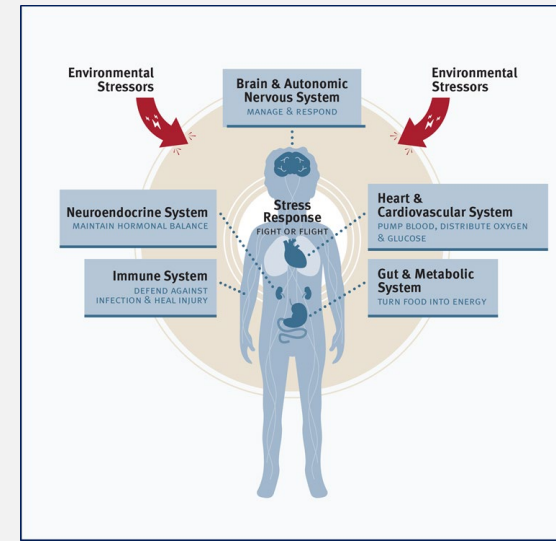 Environmental
Stressors
Brain & Autonomic
Nervous System
MANAGE & RESPOND
Environmental
Stressors
Neuroendocrine System
MAINTAIN HORMONAL BALANCE
Stress
Response
FIGHT OR FLIGHT
Heart &
Cardiovascular System
PUMP BLOOD, DISTRIBUTE OXYGEN
& GLUCOSE
Immune System
DEFEND AGAINST
INFECTION & HEAL INJURY
Gut & Metabolic
System
TURN FOOD INTO ENERGY